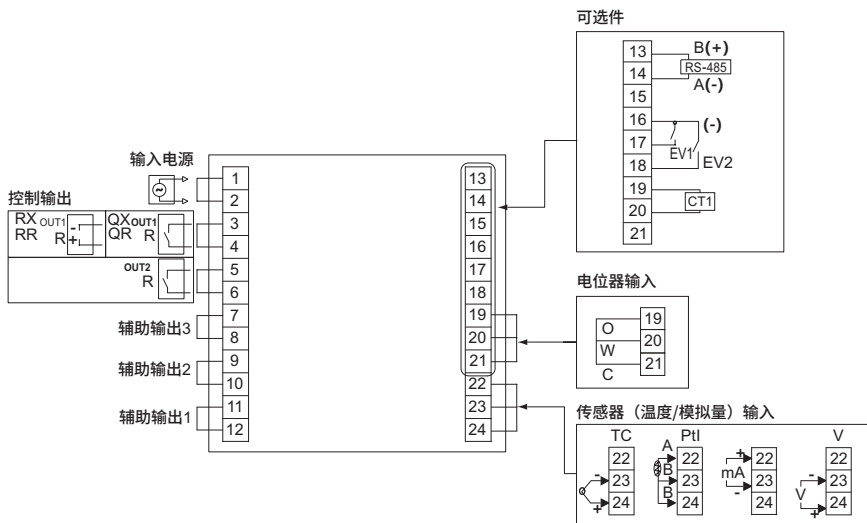 可选件
13 B(+)
RS-485
14 A(-)
15
16 (-)
17 EV1
18 EV2
19
CT1
20
21
输入电源
1
2
控制输出
RX OUT1 - QX OUT1
RR R + QR R
3
4
OUT2
R
5
6
辅助输出3
7
8
辅助输出2
9
10
辅助输出1
11
12
13
14
15
16
17
18
19
20
21
22
23
24
电位器输入
O 19
W 20
C 21
传感器（温度/模拟量）输入
TC PtI V
22 A 22 + 22 22
- 23 B 23 mA 23 - 23
+ 24 B 24 - 24 V + 24